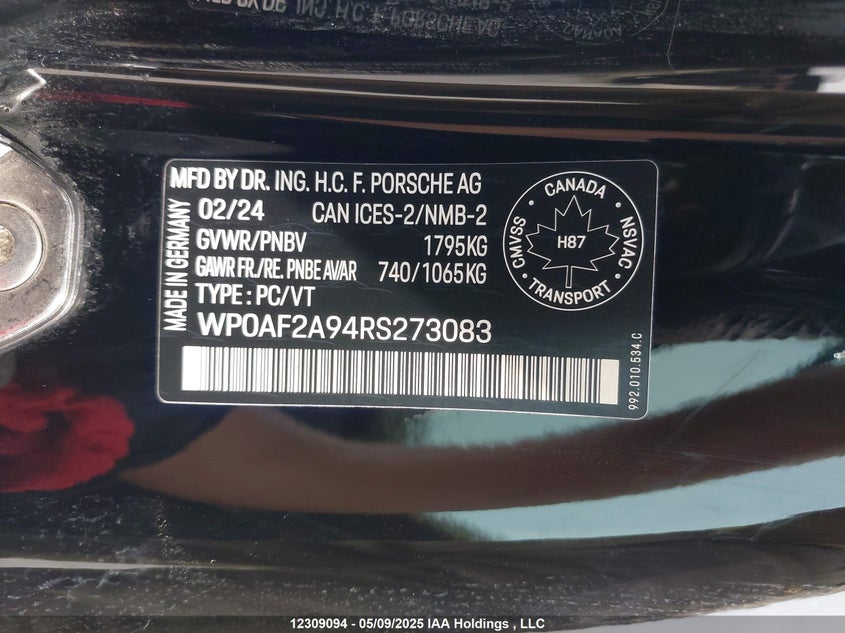 MFD BY DR. ING. H.C. F. PORSCHE AG
02/24 CAN ICES-2/NMB-2
GVWR/PNBV 1795KG
GAWR FR./RE. PNBE AV/AR 740/1065KG
TYPE : PC/VT
WP0AF2A94RS273083
MADE IN GERMANY
CANADA
CMVSS
NSVAC
H87
TRANSPORT
992.010.534.C
12309094 - 05/09/2025 IAA Holdings , LLC